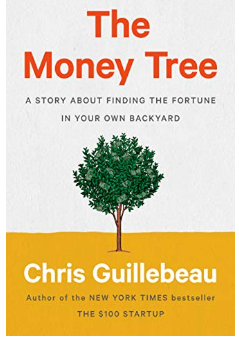 The
Money Tree
A STORY ABOUT FINDING THE FORTUNE
IN YOUR OWN BACKYARD
Chris Guillebeau
Author of the NEW YORK TIMES bestseller
THE $100 STARTUP